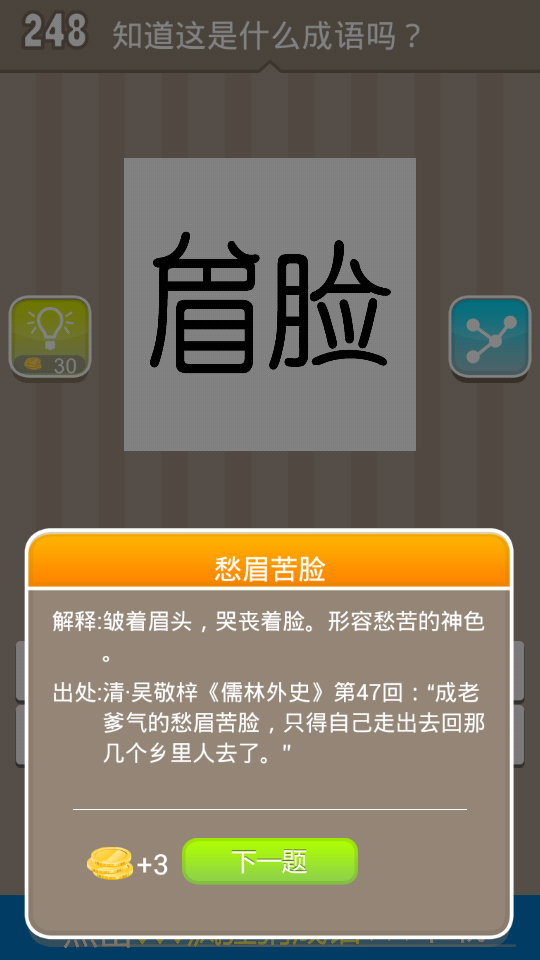 248 知道这是什么成语吗？
眉脸
30
愁眉苦脸
解释:皱着眉头，哭丧着脸。形容愁苦的神色
。
出处:清·吴敬梓《儒林外史》第47回：“成老
爹气的愁眉苦脸，只得自己走出去回那
几个乡里人去了。”
+3 下一题